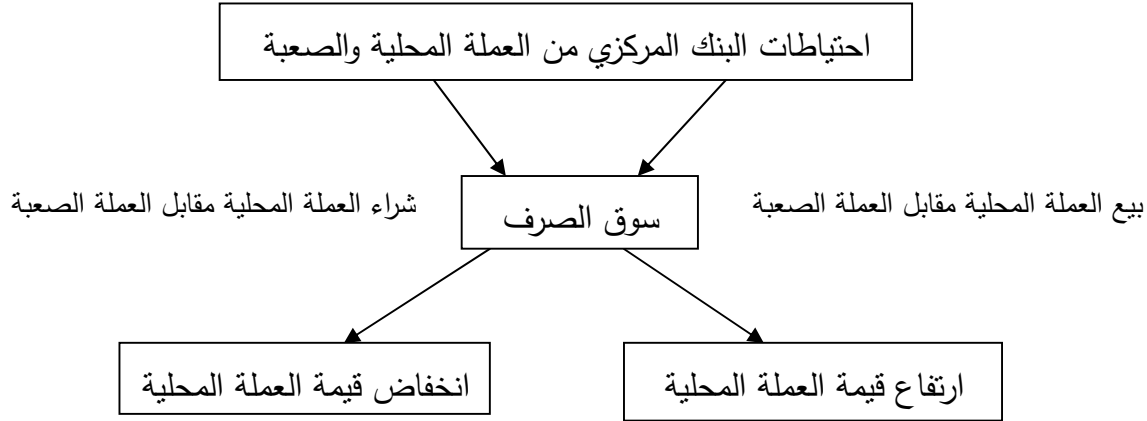 احتياطات البنك المركزي من العملة المحلية والصعبة
بيع العملة المحلية مقابل العملة الصعبة
سوق الصرف
شراء العملة المحلية مقابل العملة الصعبة
ارتفاع قيمة العملة المحلية
انخفاض قيمة العملة المحلية